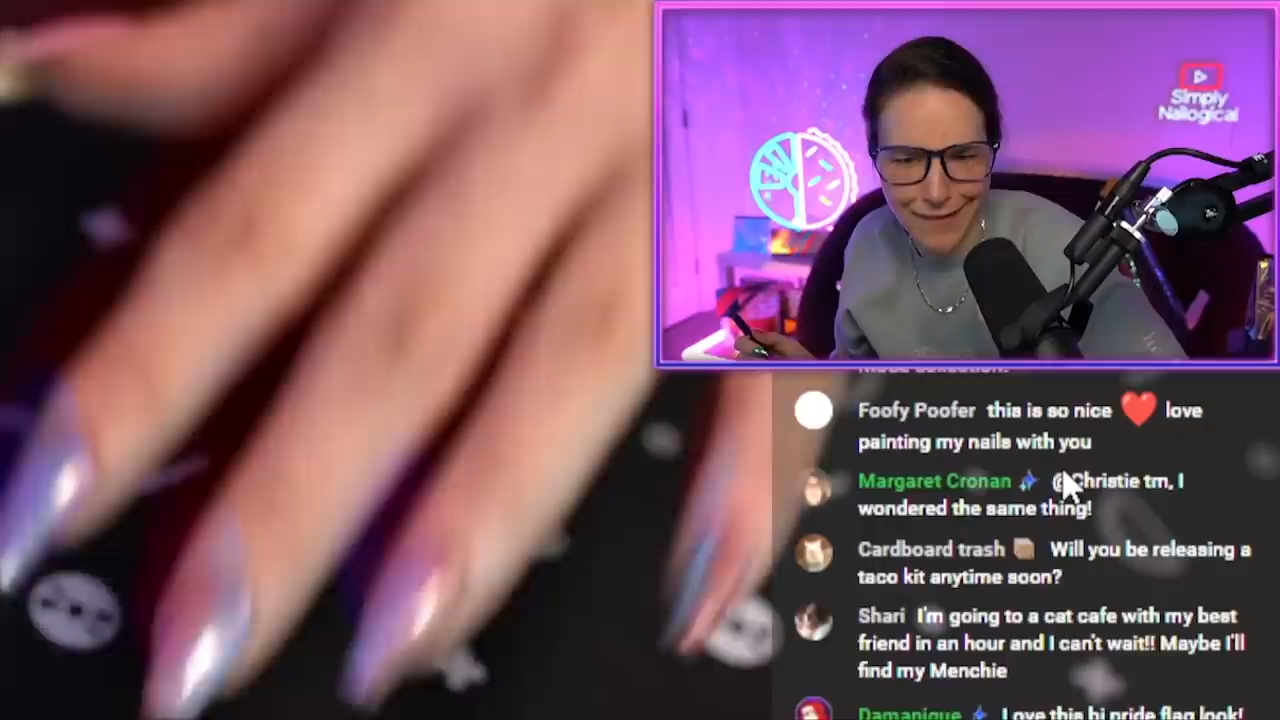 Simply
Nailogical
Foofy Poofer this is so nice ❤️ love
painting my nails with you
Margaret Cronan @Christie tm, I
wondered the same thing!
Cardboard trash Will you be releasing a
taco kit anytime soon?
Shari I'm going to a cat cafe with my best
friend in an hour and I can't wait!! Maybe I'll
find my Menchie
Damanique Love this bi pride flag look!